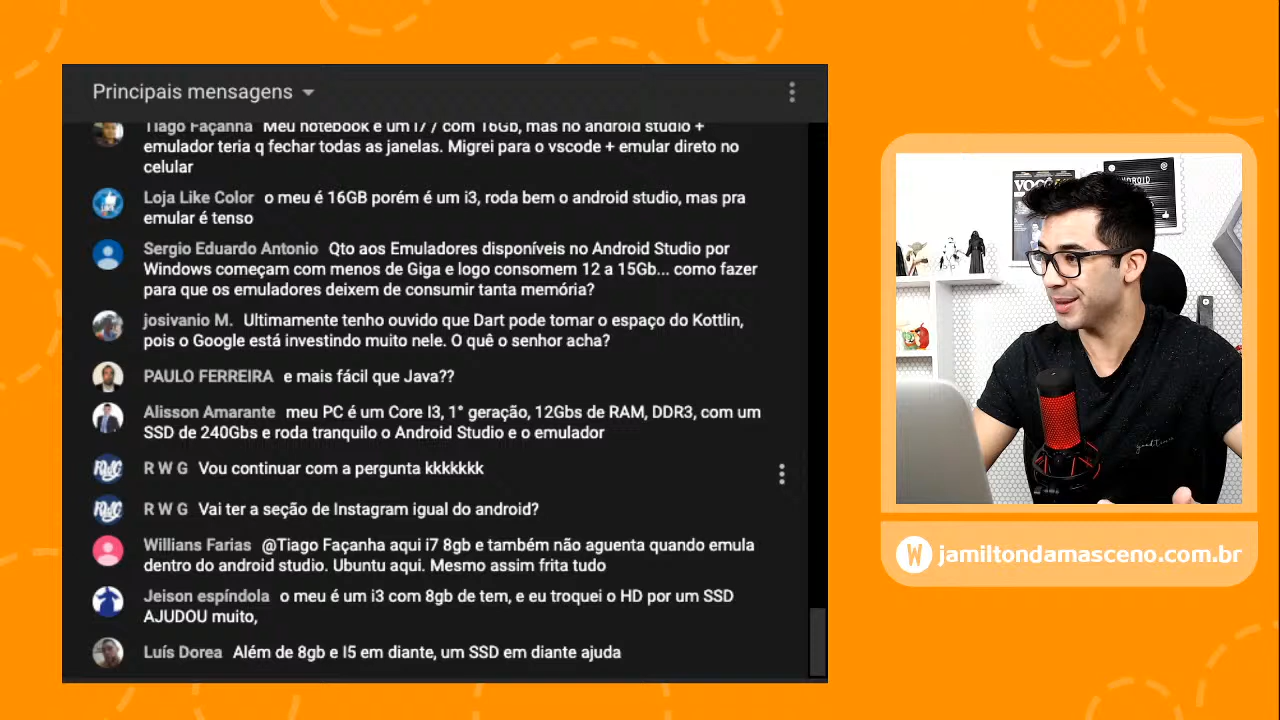 Principais mensagens
Tiago Façanha Meu notebook é um i7 / com 16Gb, mas no android studio +
emulador teria q fechar todas as janelas. Migrei para o vscode + emular direto no
celular
Loja Like Color o meu é 16GB porém é um i3, roda bem o android studio, mas pra
emular é tenso
Sergio Eduardo Antonio Qto aos Emuladores disponíveis no Android Studio por
Windows começam com menos de Giga e logo consomem 12 a 15Gb... como fazer
para que os emuladores deixem de consumir tanta memória?
josivanio M. Ultimamente tenho ouvido que Dart pode tomar o espaço do Kottlin,
pois o Google está investindo muito nele. O quê o senhor acha?
PAULO FERREIRA e mais fácil que Java??
Alisson Amarante meu PC é um Core I3, 1° geração, 12Gbs de RAM, DDR3, com um
SSD de 240Gbs e roda tranquilo o Android Studio e o emulador
R W G Vou continuar com a pergunta kkkkkkk
R W G Vai ter a seção de Instagram igual do android?
Willians Farias @Tiago Façanha aqui i7 8gb e também não aguenta quando emula
dentro do android studio. Ubuntu aqui. Mesmo assim frita tudo
Jeison espíndola o meu é um i3 com 8gb de tem, e eu troquei o HD por um SSD
AJUDOU muito,
Luís Dorea Além de 8gb e I5 em diante, um SSD em diante ajuda
ANDROID
jamiltondamasceno.com.br